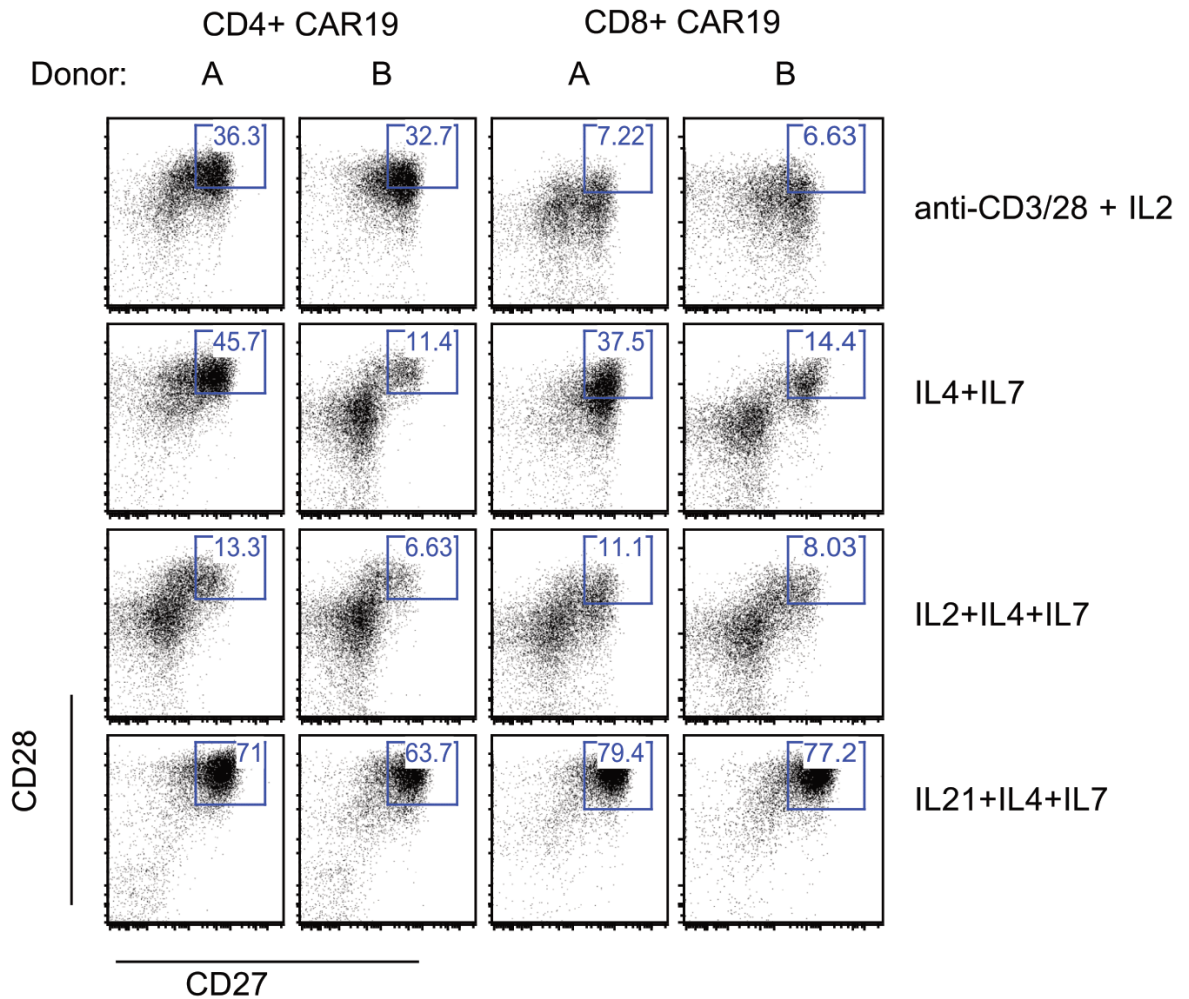 CD4+ CAR19 CD8+ CAR19
Donor: A B A B
36.3 32.7 7.22 6.63
anti-CD3/28 + IL2
45.7 11.4 37.5 14.4
IL4+IL7
13.3 6.63 11.1 8.03
IL2+IL4+IL7
71 63.7 79.4 77.2
IL21+IL4+IL7
CD28
CD27